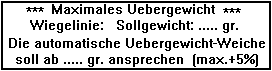 *** Maximales Uebergewicht ***
Wiegelinie: Sollgewicht: ..... gr.
Die automatische Uebergewicht-Weiche
soll ab ..... gr. ansprechen (max.+5%)